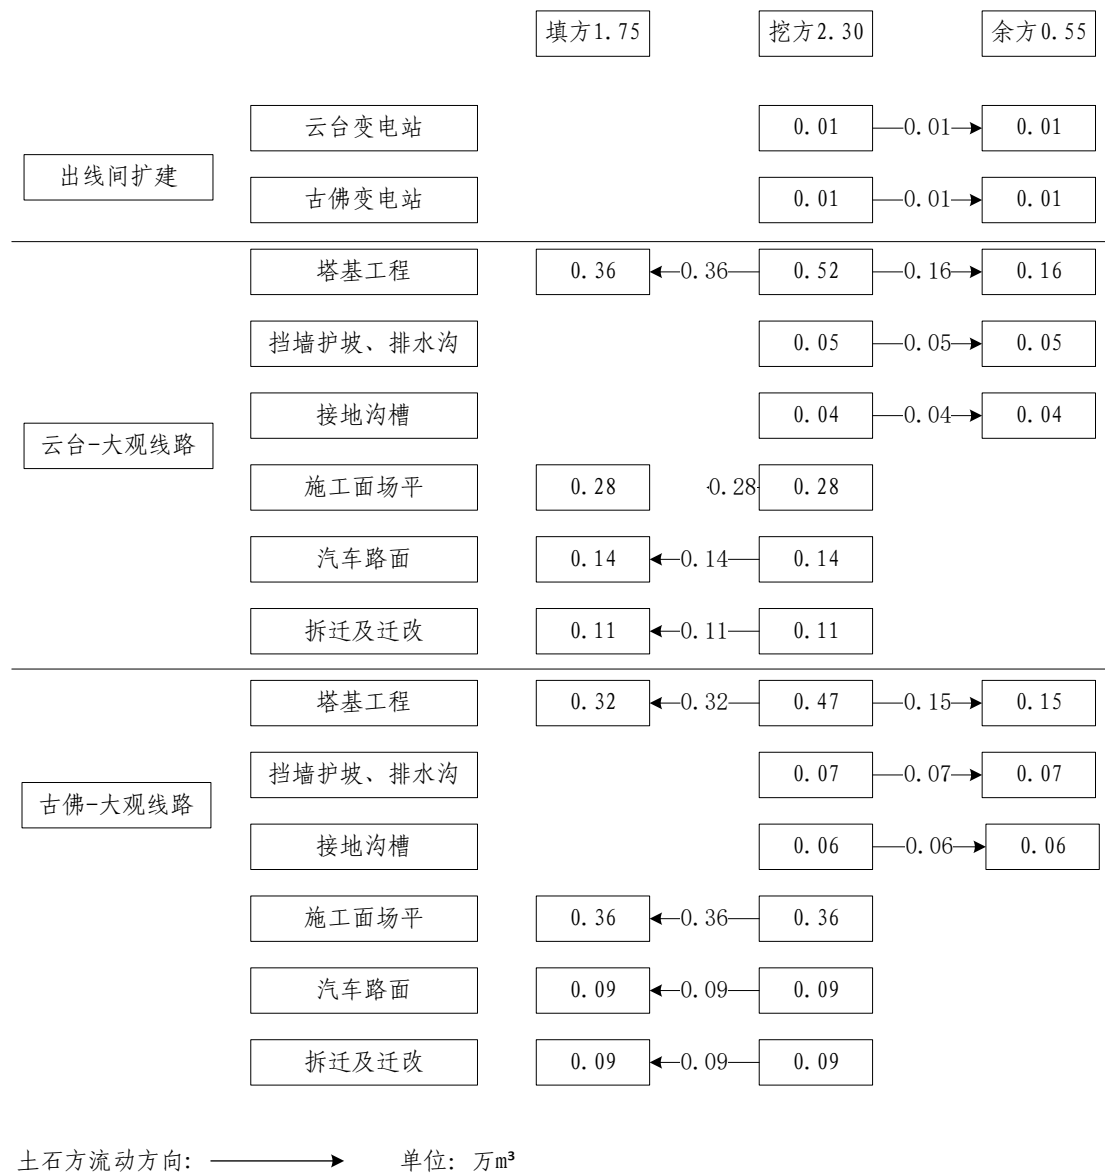 填方1.75 挖方2.30 余方0.55
云台变电站 0.01 0.01 0.01
出线间扩建
古佛变电站 0.01 0.01 0.01
塔基工程 0.36 0.36 0.52 0.16 0.16
挡墙护坡、排水沟 0.05 0.05 0.05
接地沟槽 0.04 0.04 0.04
云台-大观线路
施工面场平 0.28 0.28 0.28
汽车路面 0.14 0.14 0.14
拆迁及迁改 0.11 0.11 0.11
塔基工程 0.32 0.32 0.47 0.15 0.15
挡墙护坡、排水沟 0.07 0.07 0.07
古佛-大观线路
接地沟槽 0.06 0.06 0.06
施工面场平 0.36 0.36 0.36
汽车路面 0.09 0.09 0.09
拆迁及迁改 0.09 0.09 0.09
土石方流动方向: 单位: 万m³